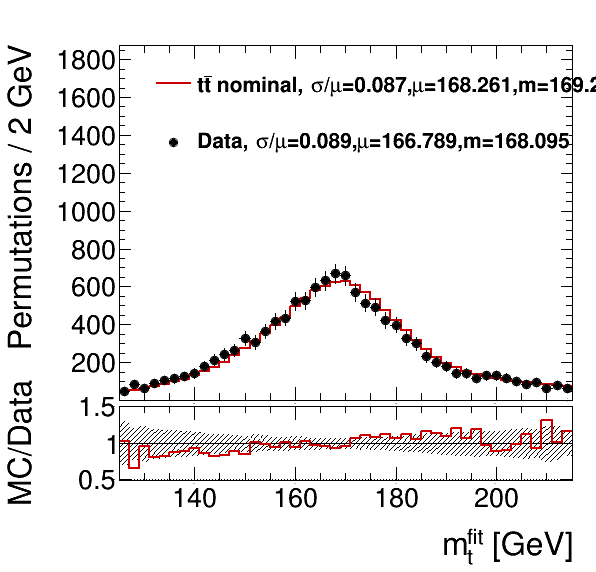 Permutations / 2 GeV
1800
1600
1400
1200
1000
800
600
400
200
tt̄ nominal, σ/μ=0.087,μ=168.261,m=169.2
Data, σ/μ=0.089,μ=166.789,m=168.095
MC/Data
1.5
1
0.5
140 160 180 200
m_t^fit [GeV]